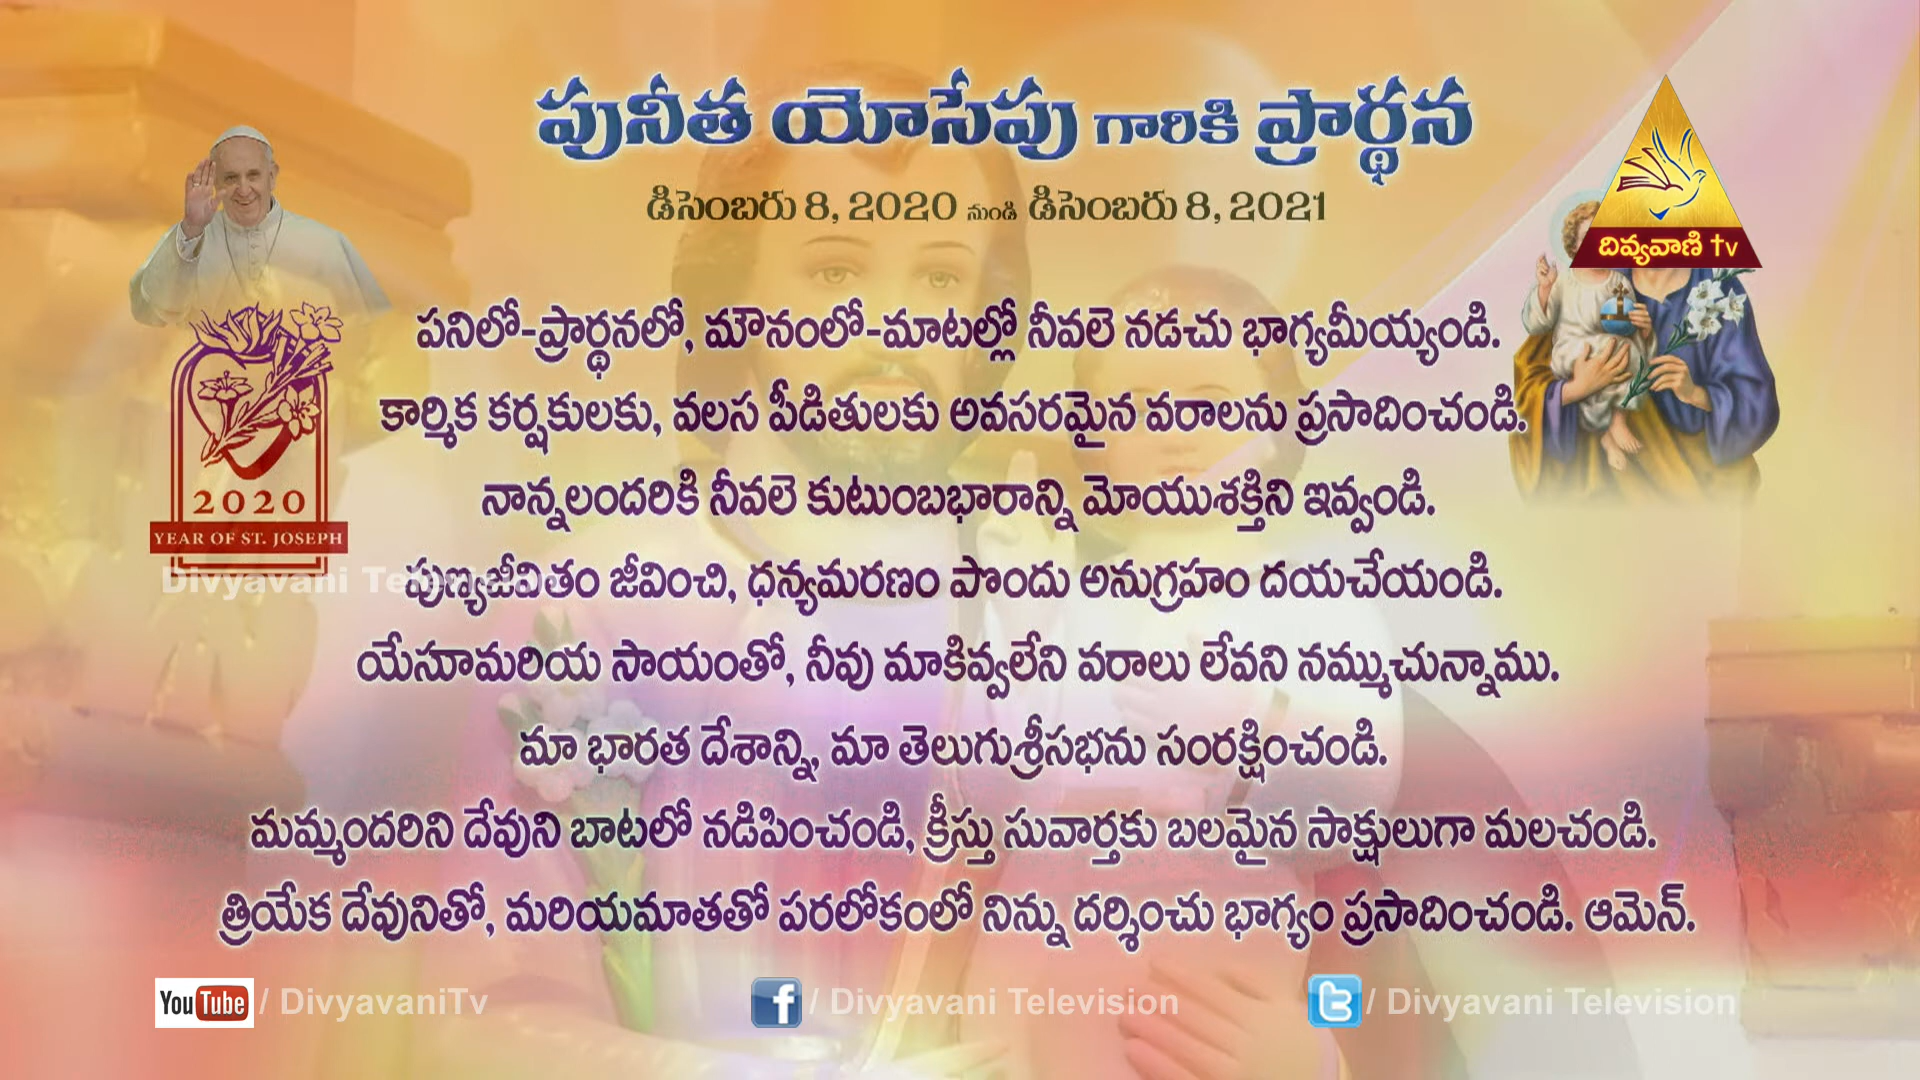 పునీత యోసేపు గారికి ప్రార్థన
డిసెంబరు 8, 2020 నుండి డిసెంబరు 8, 2021
దివ్యవాణి tv
పనిలో-ప్రార్థనలో, మౌనంలో-మాటల్లో నీవలె నడచు భాగ్యమీయ్యండి.
కార్మిక కర్షకులకు, వలస పీడితులకు అవసరమైన వరాలను ప్రసాదించండి.
నాన్నలందరికి నీవలె కుటుంబభారాన్ని మోయుశక్తిని ఇవ్వండి.
2020
YEAR OF ST. JOSEPH
Divyavani Television
పుణ్యజీవితం జీవించి, ధన్యమరణం పొందు అనుగ్రహం దయచేయండి.
యేసూమరియ సాయంతో, నీవు మాకివ్వలేని వరాలు లేవని నమ్ముచున్నాము.
మా భారత దేశాన్ని, మా తెలుగుశ్రీసభను సంరక్షించండి.
మమ్మందరిని దేవుని బాటలో నడిపించండి, క్రీస్తు సువార్తకు బలమైన సాక్షులుగా మలచండి.
త్రియేక దేవునితో, మరియమాతతో పరలోకంలో నిన్ను దర్శించు భాగ్యం ప్రసాదించండి. ఆమెన్.
YouTube / DivyavaniTv
f / Divyavani Television
t / Divyavani Television